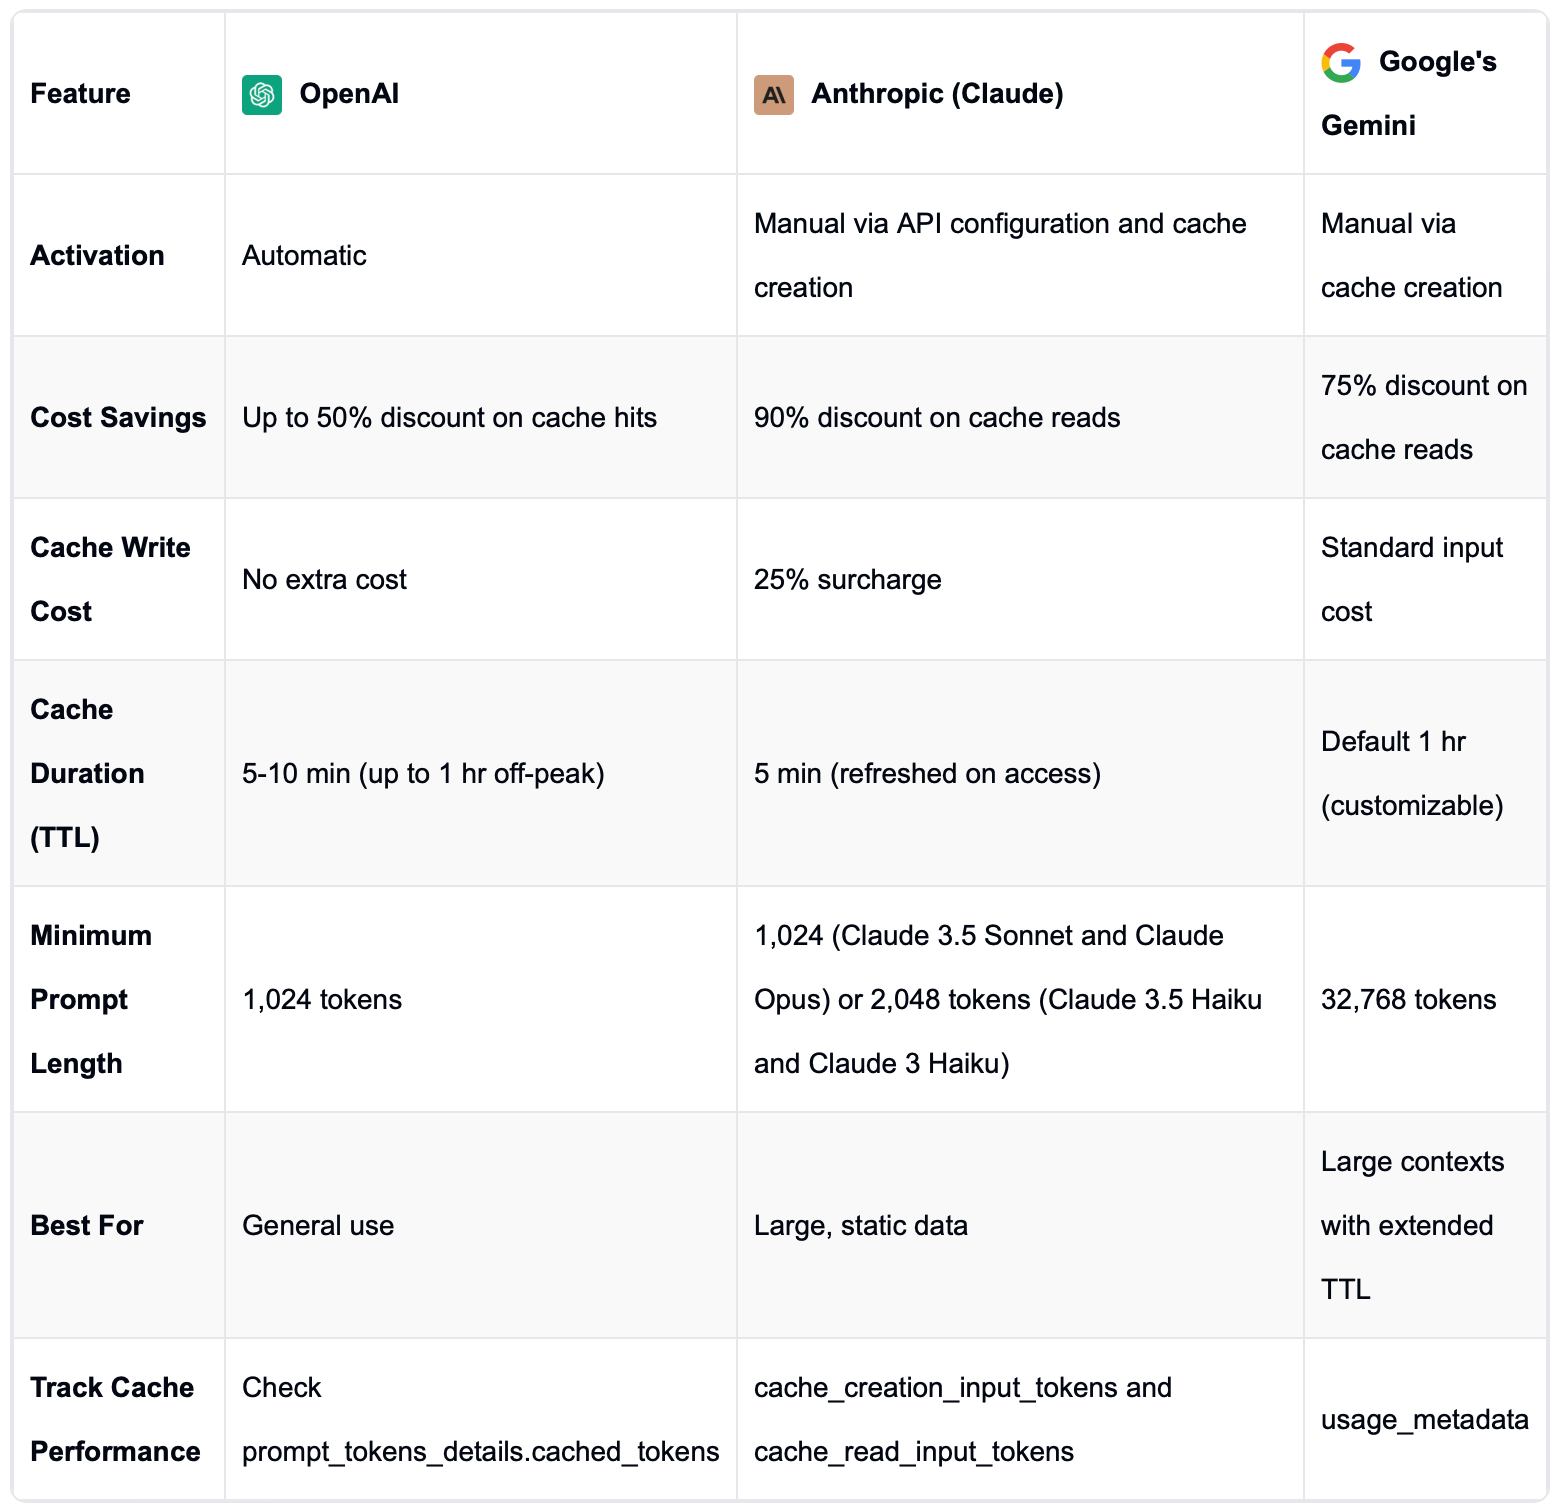 Feature
OpenAI
Anthropic (Claude)
Google's
Gemini
Activation
Automatic
Manual via API configuration and cache
creation
Manual via
cache creation
Cost Savings
Up to 50% discount on cache hits
90% discount on cache reads
75% discount on
cache reads
Cache Write
Cost
No extra cost
25% surcharge
Standard input
cost
Cache
Duration
(TTL)
5-10 min (up to 1 hr off-peak)
5 min (refreshed on access)
Default 1 hr
(customizable)
Minimum
Prompt
Length
1,024 tokens
1,024 (Claude 3.5 Sonnet and Claude
Opus) or 2,048 tokens (Claude 3.5 Haiku
and Claude 3 Haiku)
32,768 tokens
Best For
General use
Large, static data
Large contexts
with extended
TTL
Track Cache
Performance
Check
prompt_tokens_details.cached_tokens
cache_creation_input_tokens and
cache_read_input_tokens
usage_metadata